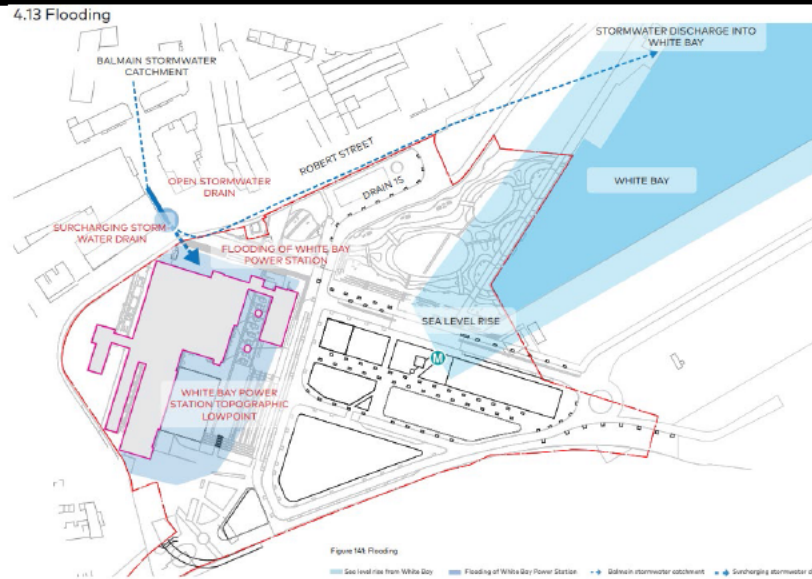 4.13 Flooding
STORMWATER DISCHARGE INTO
WHITE BAY
BALMAIN STORMWATER
CATCHMENT
ROBERT STREET
OPEN STORMWATER
DRAIN
DRAIN 15
WHITE BAY
SURCHARGING STORM
WATER DRAIN
FLOODING OF WHITE BAY
POWER STATION
SEA LEVEL RISE
M
WHITE BAY POWER
STATION TOPOGRAPHIC
LOWPOINT
Figure 149: Flooding
Sea level rise from White Bay Flooding of White Bay Power Station Balmain stormwater catchment Surcharging stormwater